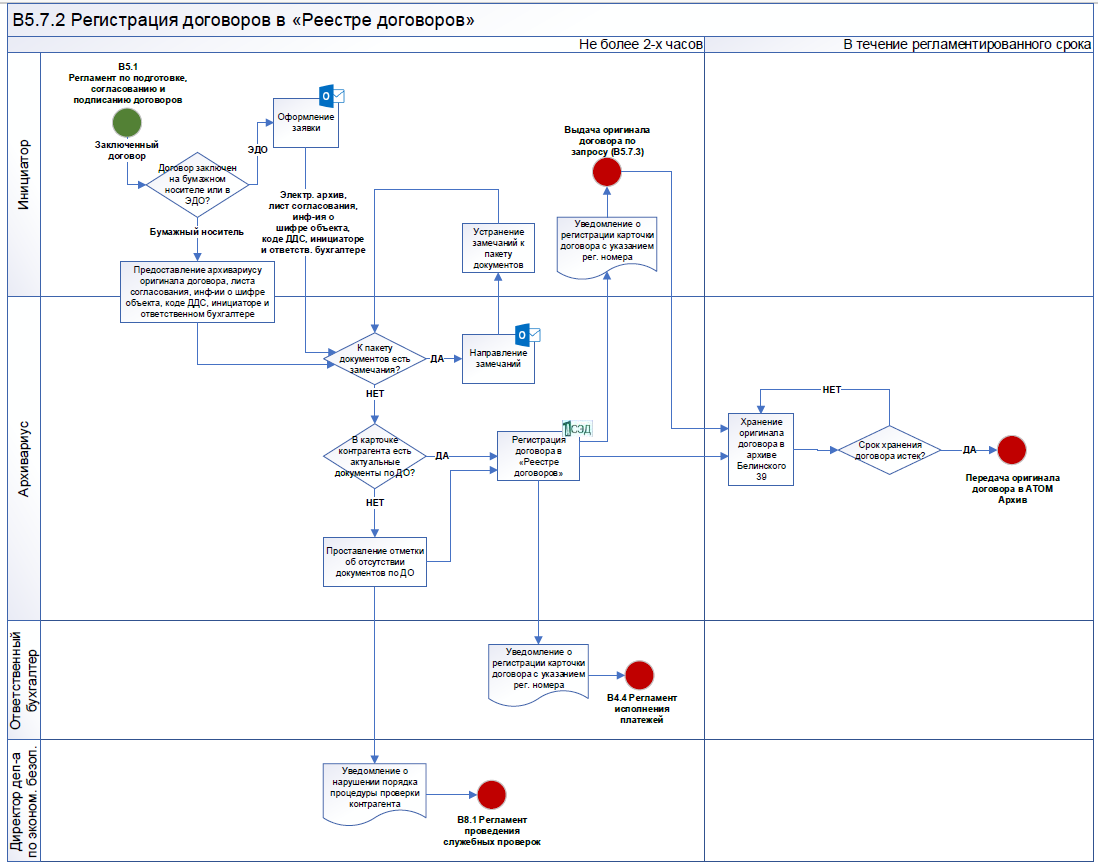 В5.7.2 Регистрация договоров в «Реестре договоров»
Не более 2-х часов
В течение регламентированного срока
Инициатор
В5.1
Регламент по подготовке,
согласованию и
подписанию договоров
Заключенный
договор
Договор заключен
на бумажном
носителе или в
ЭДО?
ЭДО
Оформление
заявки
Бумажный носитель
Электр. архив,
лист согласования,
инф-ия о
шифре объекта,
коде ДДС, инициаторе
и ответств. бухгалтере
Предоставление архивариусу
оригинала договора, листа
согласования, инф-ии о шифре
объекта, коде ДДС, инициаторе и
ответственном бухгалтере
Устранение
замечаний к
пакету
документов
Выдача оригинала
договора по
запросу (В5.7.3)
Уведомление о
регистрации карточки
договора с указанием
рег. номера
Архивариус
К пакету
документов есть
замечания?
ДА
Направление
замечаний
НЕТ
В карточке
контрагента есть
актуальные
документы по ДО?
ДА
СЭД
Регистрация
договора в
«Реестре
договоров»
НЕТ
Проставление отметки
об отсутствии
документов по ДО
НЕТ
Хранение
оригинала
договора в
архиве
Белинского
39
Срок хранения
договора истек?
ДА
Передача оригинала
договора в АТОМ
Архив
Ответственный
бухгалтер
Уведомление о
регистрации карточки
договора с указанием
рег. номера
В4.4 Регламент
исполнения
платежей
Директор деп-а
по эконом. безоп.
Уведомление о
нарушении порядка
процедуры проверки
контрагента
В8.1 Регламент
проведения
служебных проверок